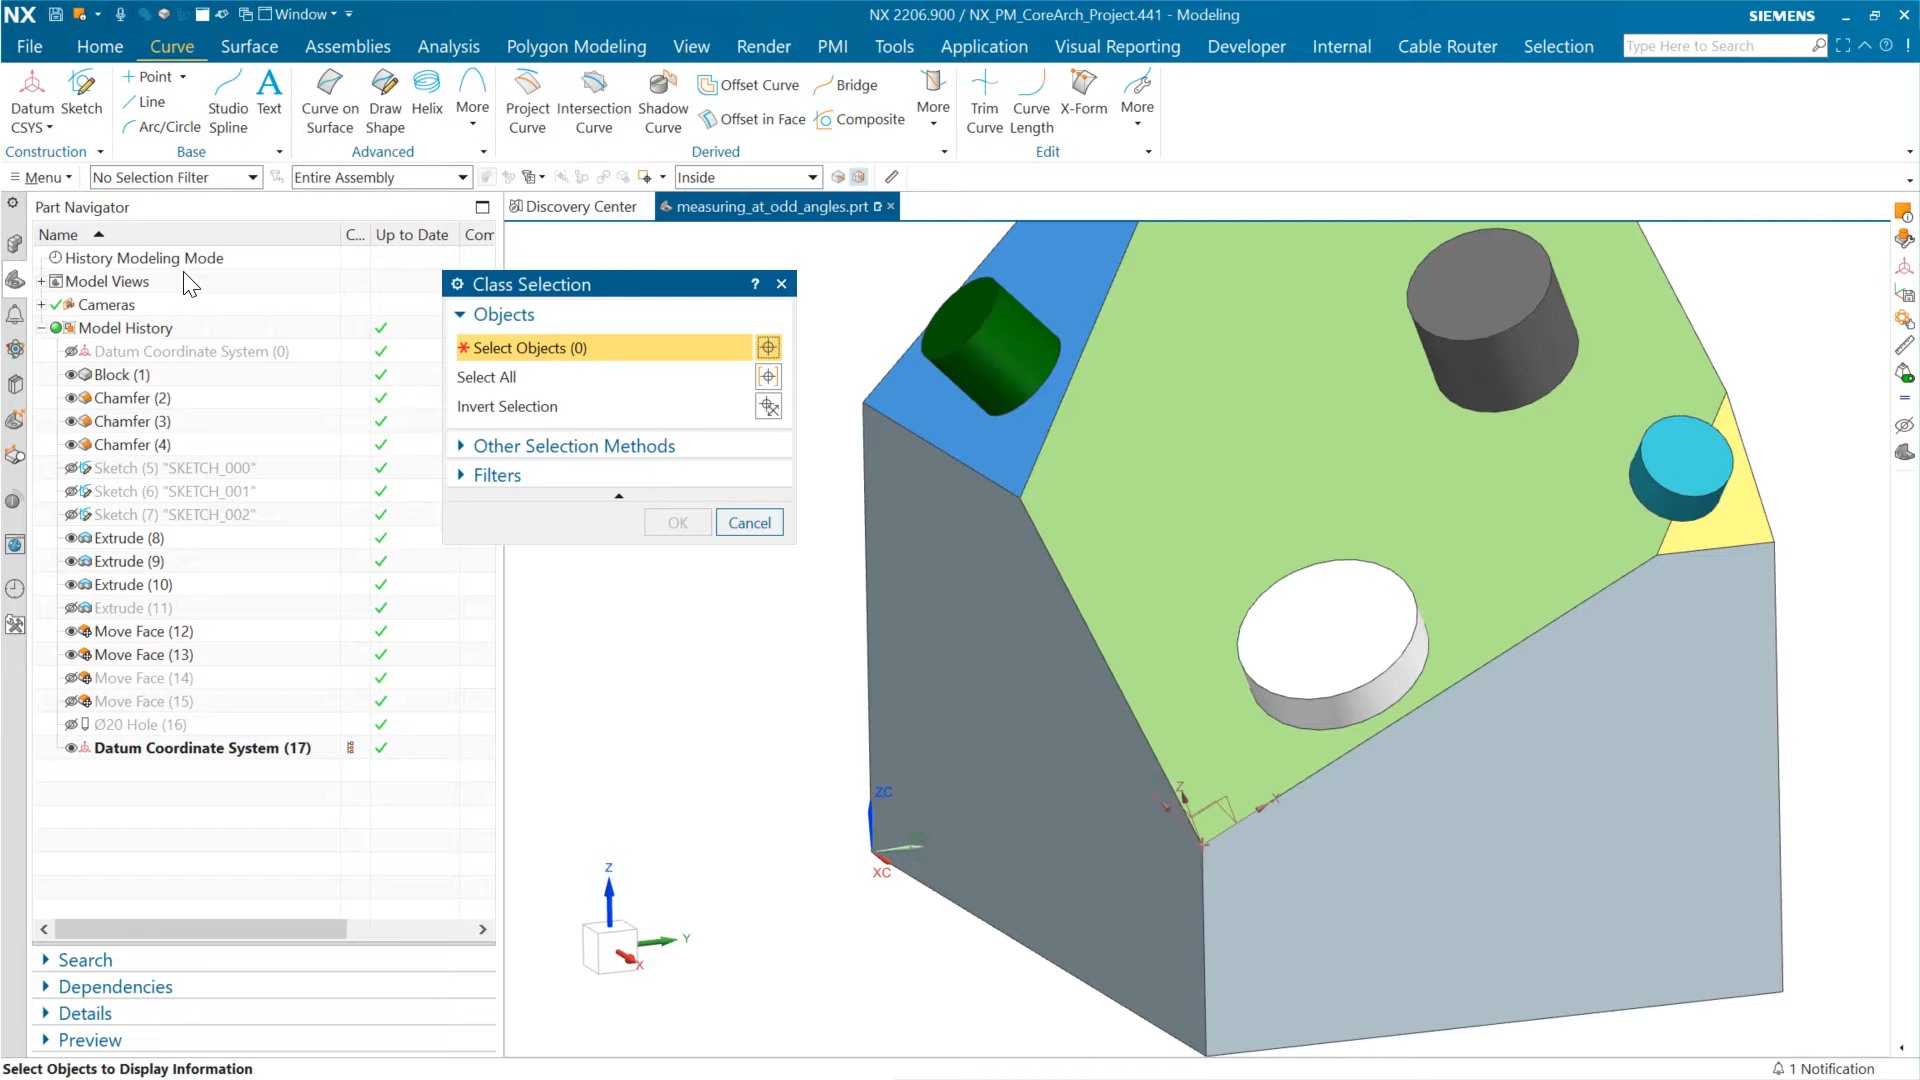 NX
Window
NX 2206.900 / NX_PM_CoreArch_Project.441 - Modeling
SIEMENS
File Home Curve Surface Assemblies Analysis Polygon Modeling View Render PMI Tools Application Visual Reporting Developer Internal Cable Router Selection
Type Here to Search
Datum CSYS
Sketch
Point
Line
Arc/Circle
Studio Spline
Text
Curve on Surface
Draw Shape
Helix
More
Project Curve
Intersection Curve
Shadow Curve
Offset Curve
Offset in Face
Bridge
Composite
More
Trim Curve
Curve Length
X-Form
More
Construction
Base
Advanced
Derived
Edit
Menu
No Selection Filter
Entire Assembly
Inside
Part Navigator
Discovery Center
measuring_at_odd_angles.prt
Name C... Up to Date Com
History Modeling Mode
Model Views
Cameras
Model History
Datum Coordinate System (0)
Block (1)
Chamfer (2)
Chamfer (3)
Chamfer (4)
Sketch (5) "SKETCH_000"
Sketch (6) "SKETCH_001"
Sketch (7) "SKETCH_002"
Extrude (8)
Extrude (9)
Extrude (10)
Extrude (11)
Move Face (12)
Move Face (13)
Move Face (14)
Move Face (15)
Ø20 Hole (16)
Datum Coordinate System (17)
Search
Dependencies
Details
Preview
Class Selection
Objects
* Select Objects (0)
Select All
Invert Selection
Other Selection Methods
Filters
OK
Cancel
ZC
XC
Z
X
Z
Y
X
Select Objects to Display Information
1 Notification